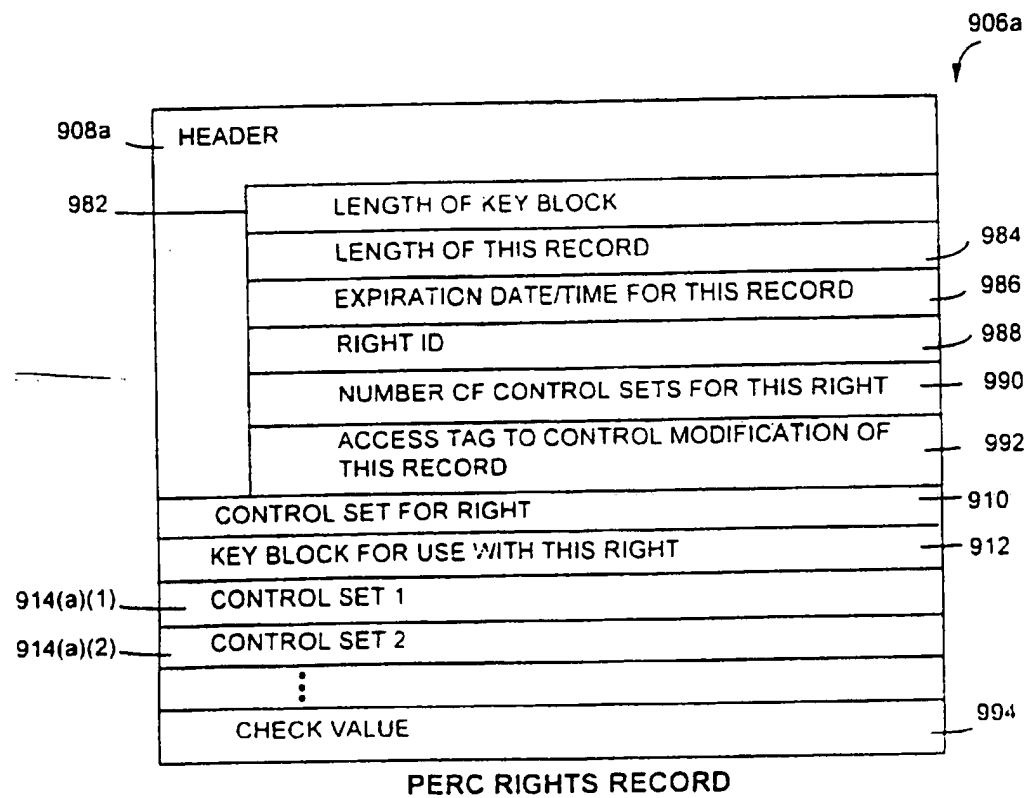 906a
908a HEADER
982 LENGTH OF KEY BLOCK
LENGTH OF THIS RECORD 984
EXPIRATION DATE/TIME FOR THIS RECORD 986
RIGHT ID 988
NUMBER CF CONTROL SETS FOR THIS RIGHT 990
ACCESS TAG TO CONTROL MODIFICATION OF
THIS RECORD 992
CONTROL SET FOR RIGHT 910
KEY BLOCK FOR USE WITH THIS RIGHT 912
914(a)(1) CONTROL SET 1
914(a)(2) CONTROL SET 2
CHECK VALUE 994
PERC RIGHTS RECORD